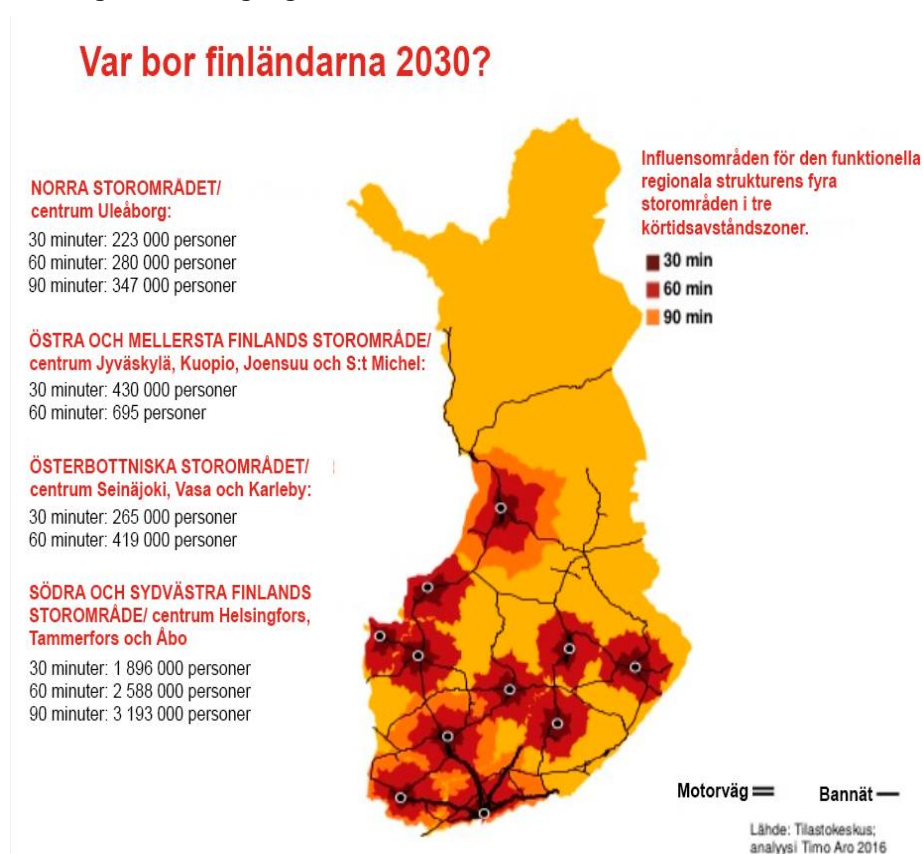 Var bor finländarna 2030?
NORRA STOROMRÅDET/
centrum Uleåborg:
30 minuter: 223 000 personer
60 minuter: 280 000 personer
90 minuter: 347 000 personer
ÖSTRA OCH MELLERSTA FINLANDS STOROMRÅDE/
centrum Jyväskylä, Kuopio, Joensuu och S:t Michel:
30 minuter: 430 000 personer
60 minuter: 695 personer
ÖSTERBOTTNISKA STOROMRÅDET/
centrum Seinäjoki, Vasa och Karleby:
30 minuter: 265 000 personer
60 minuter: 419 000 personer
SÖDRA OCH SYDVÄSTRA FINLANDS
STOROMRÅDE/ centrum Helsingfors,
Tammerfors och Åbo
30 minuter: 1 896 000 personer
60 minuter: 2 588 000 personer
90 minuter: 3 193 000 personer
Influensområden för den funktionella
regionala strukturens fyra
storområden i tre
körtidsavståndszoner.
30 min
60 min
90 min
Motorväg
Bannät
Lähde: Tilastokeskus;
analyysi Timo Aro 2016